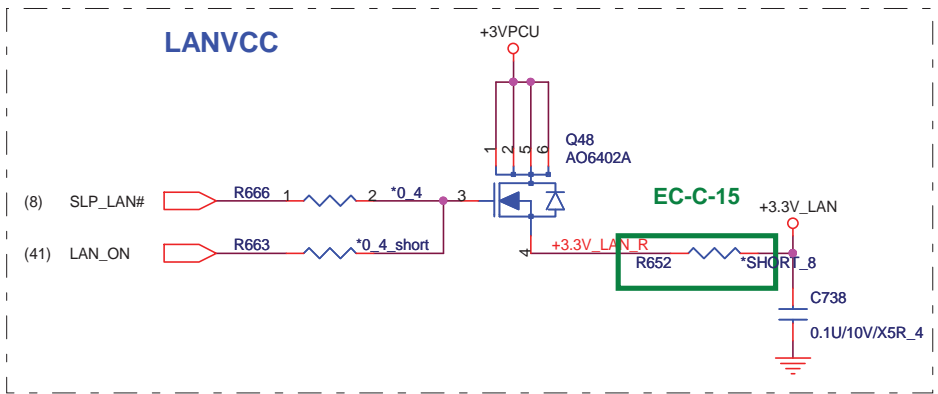 LANVCC
+3VPCU
1
2
5
6
Q48
AO6402A
(8) SLP_LAN# R666 1 2 *0_4 3
EC-C-15
+3.3V_LAN
(41) LAN_ON R663 *0_4_short
4
+3.3V_LAN_R
R652 *SHORT_8
C738
0.1U/10V/X5R_4